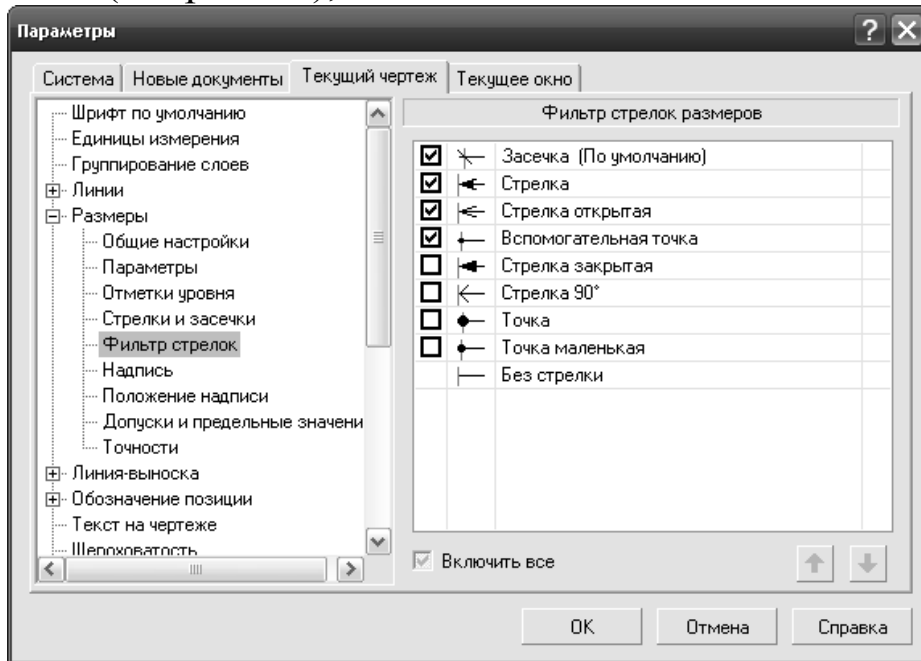 Параметры
Система Новые документы Текущий чертеж Текущее окно
Шрифт по умолчанию
Единицы измерения
Группирование слоев
Линии
Размеры
Общие настройки
Параметры
Отметки уровня
Стрелки и засечки
Фильтр стрелок
Надпись
Положение надписи
Допуски и предельные значени
Точности
Линия-выноска
Обозначение позиции
Текст на чертеже
Шероховатость
Фильтр стрелок размеров
Засечка (По умолчанию)
Стрелка
Стрелка открытая
Вспомогательная точка
Стрелка закрытая
Стрелка 90°
Точка
Точка маленькая
Без стрелки
Включить все
OK Отмена Справка